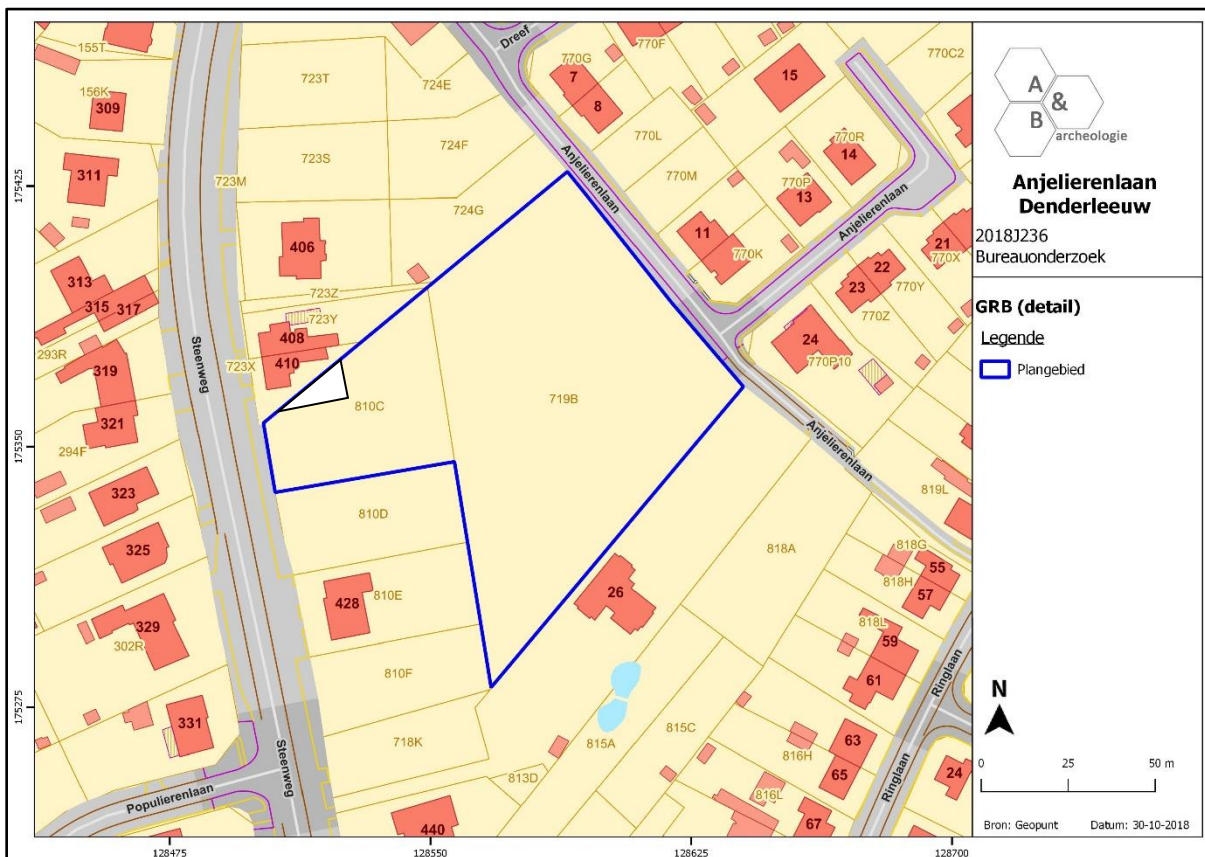 Dreef
155T
723T
724E
770G
770F
770C2
7
8
15
156K
309
770L
770R
14
723S
724F
311
723M
770M
770P
13
Anjelierenlaan
724G
Anjelierenlaan
11
770K
21
770X
22
23
770Y
770Z
406
313
315
317
723Z
723Y
408
410
723X
293R
Steenweg
24
770P10
319
810C
719B
321
Anjelierenlaan
294F
323
810D
819L
325
818A
818G
55
57
818H
26
428
810E
329
302R
818L
59
61
Ringlaan
810F
331
718K
815A
815C
63
65
816H
Steenweg
813D
816L
Populierenlaan
Ringlaan
24
440
67
175425
175350
175275
128475
128550
128625
128700
A
&
B
archeologie
Anjelierenlaan
Denderleeuw
2018J236
Bureauonderzoek
GRB (detail)
Legende
Plangebied
N
0 25 50 m
Bron: Geopunt Datum: 30-10-2018